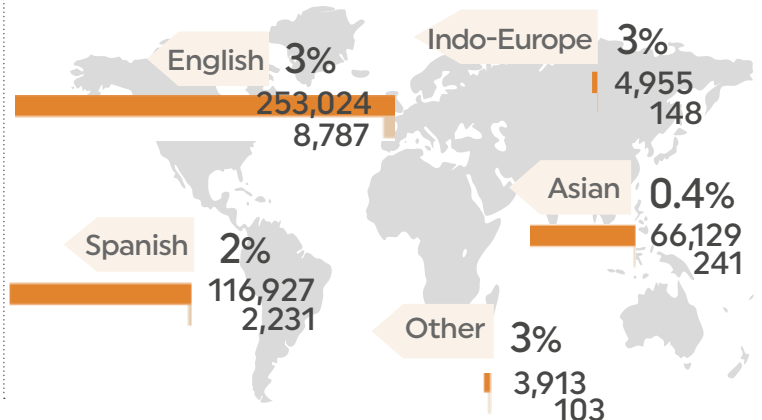 English 3%
253,024
8,787
Indo-Europe 3%
4,955
148
Asian 0.4%
66,129
241
Spanish 2%
116,927
2,231
Other 3%
3,913
103